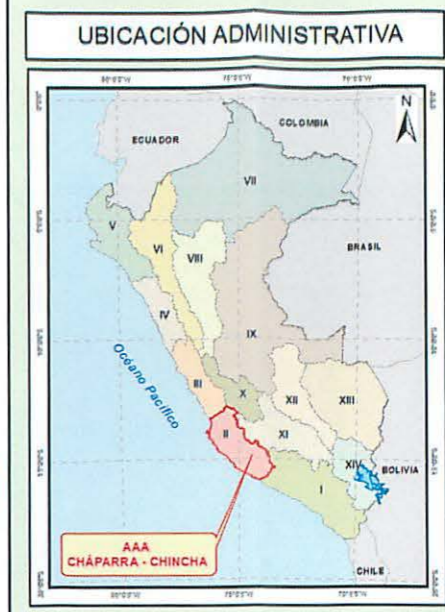 UBICACIÓN ADMINISTRATIVA
N
COLOMBIA
ECUADOR
VII
V
VI
VIII
BRASIL
IV
IX
Océano Pacífico
III
X
XII
XIII
II
XI
XIV
BOLIVIA
I
AAA
CHÁPARRA - CHINCHA
CHILE